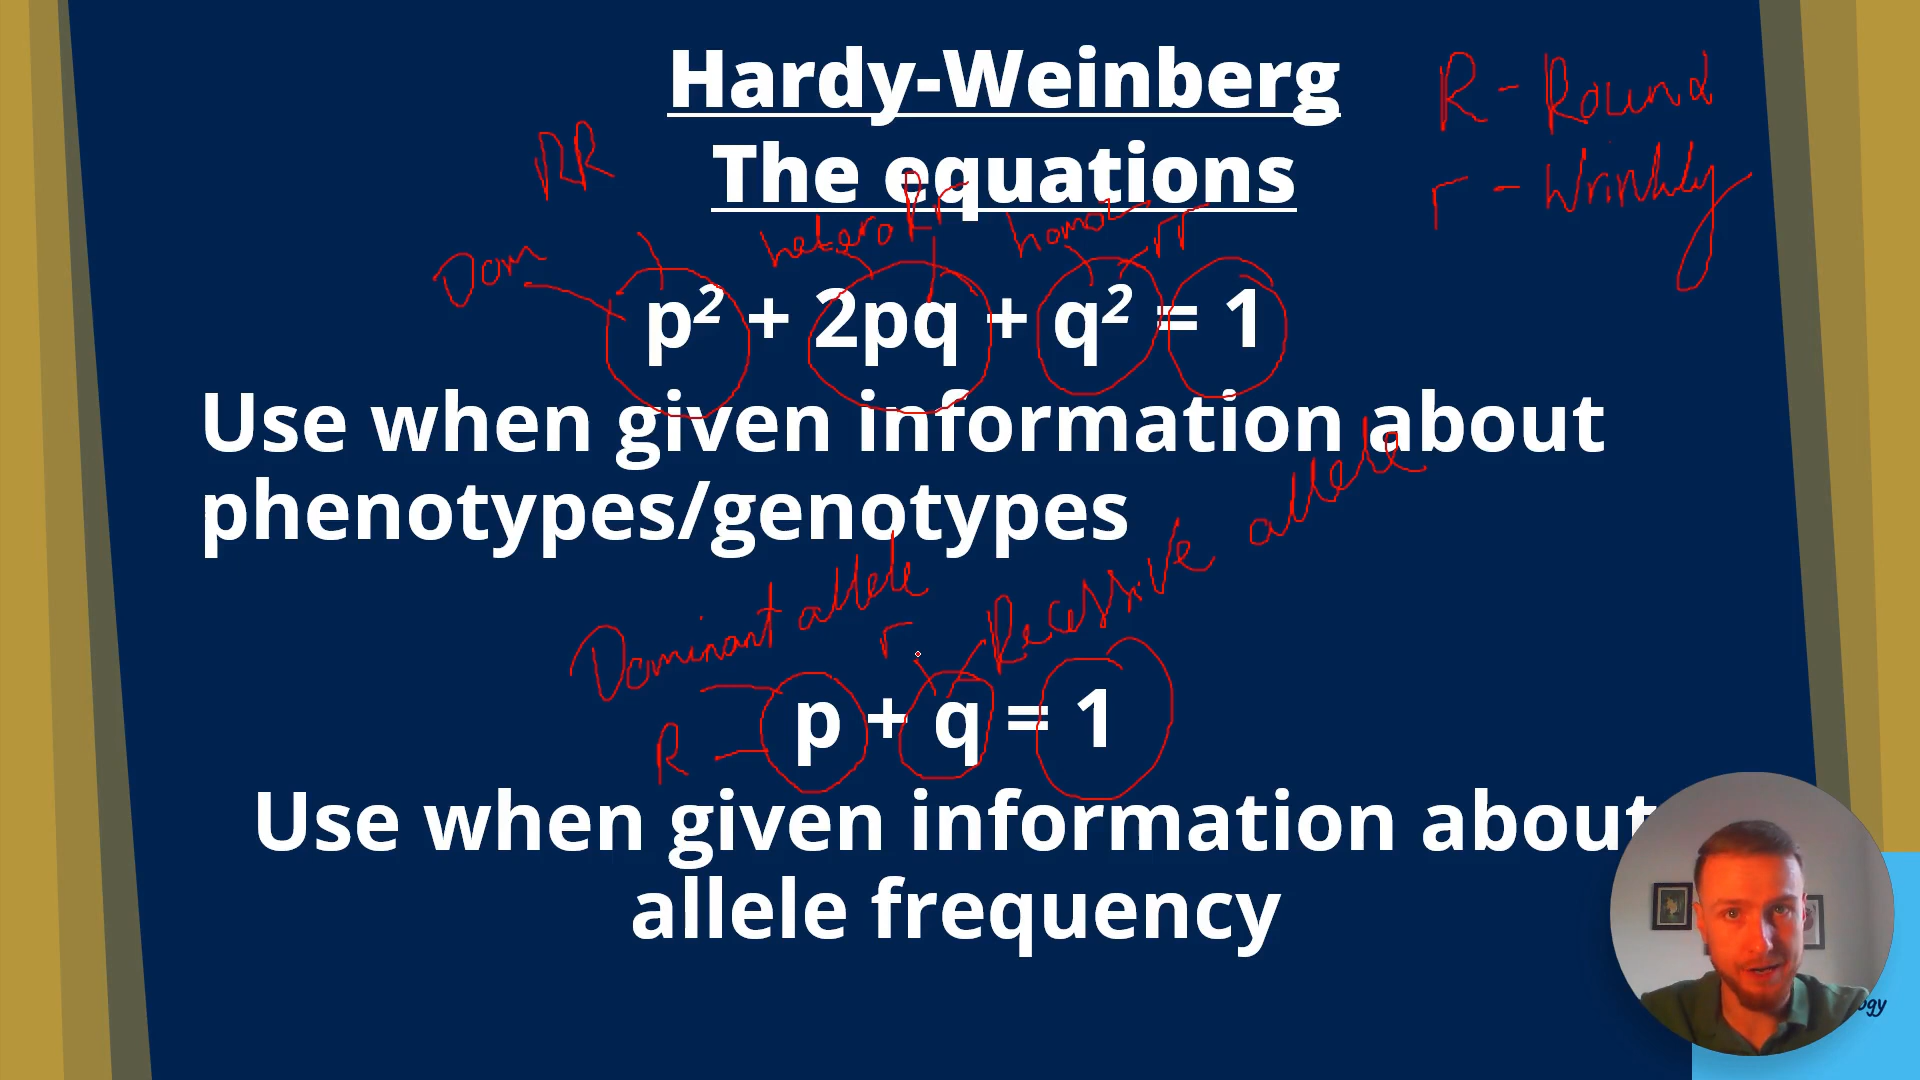 Hardy-Weinberg
R - Round
The equations
RR
r - Wrinkly
Dom
hetero Rr
homoz
rr
p² + 2pq + q² = 1
Use when given information about
phenotypes/genotypes
Dominant allele
r
Recessive allele
p + q = 1
R
Use when given information about
allele frequency